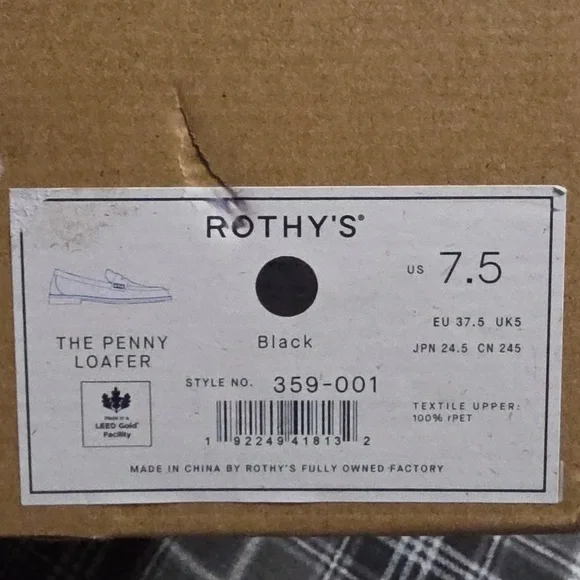 ROTHY'S®
US 7.5
EU 37.5 UK5
JPN 24.5 CN 245
THE PENNY
LOAFER
Black
STYLE NO. 359-001
TEXTILE UPPER:
100% rPET
made in a
LEED Gold
Facility
1 92249 41813 2
MADE IN CHINA BY ROTHY'S FULLY OWNED FACTORY